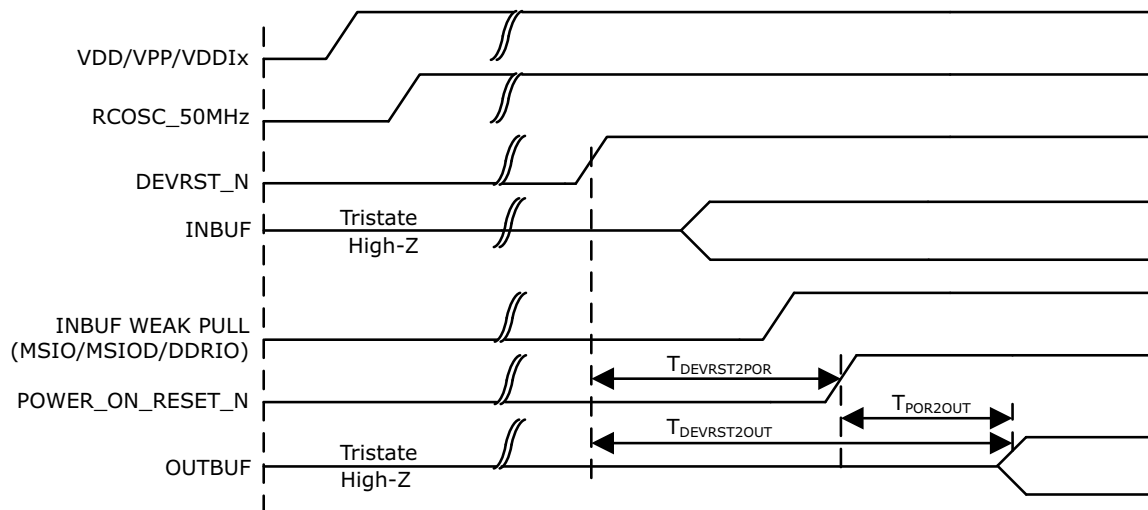 VDD/VPP/VDDIx
RCOSC_50MHz
DEVRST_N
INBUF
Tristate
High-Z
INBUF WEAK PULL
(MSIO/MSIOD/DDRIO)
TDEVRST2POR
POWER_ON_RESET_N
TPOR2OUT
TDEVRST2OUT
OUTBUF
Tristate
High-Z